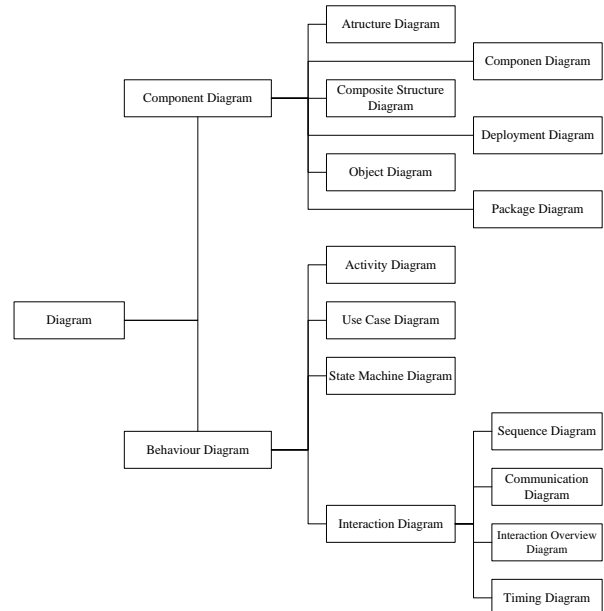 Atructure Diagram
Componen Diagram
Component Diagram
Composite Structure
Diagram
Deployment Diagram
Object Diagram
Package Diagram
Activity Diagram
Diagram
Use Case Diagram
State Machine Diagram
Behaviour Diagram
Sequence Diagram
Communication
Diagram
Interaction Diagram
Interaction Overview
Diagram
Timing Diagram